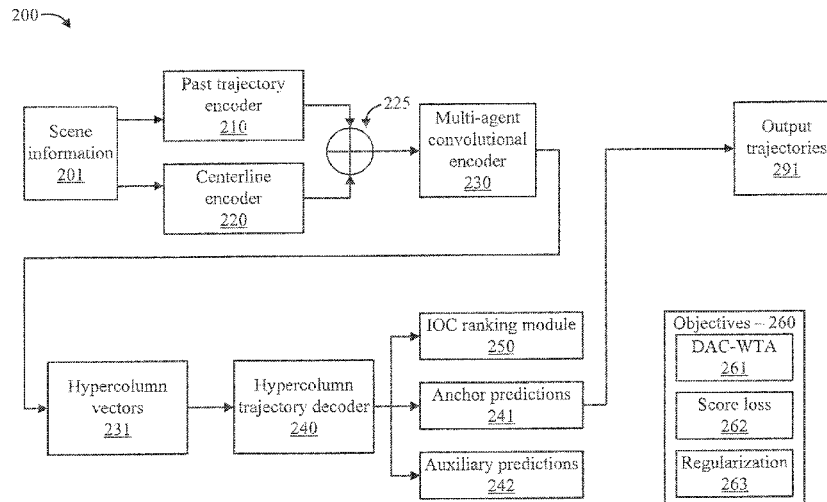 200
Past trajectory
encoder
210
225
Scene
information
201
Centerline
encoder
220
Multi-agent
convolutional
encoder
230
Output
trajectories
291
Hypercolumn
vectors
231
Hypercolumn
trajectory decoder
240
IOC ranking module
250
Anchor predictions
241
Auxiliary predictions
242
Objectives – 260
DAC-WTA
261
Score loss
262
Regularization
263